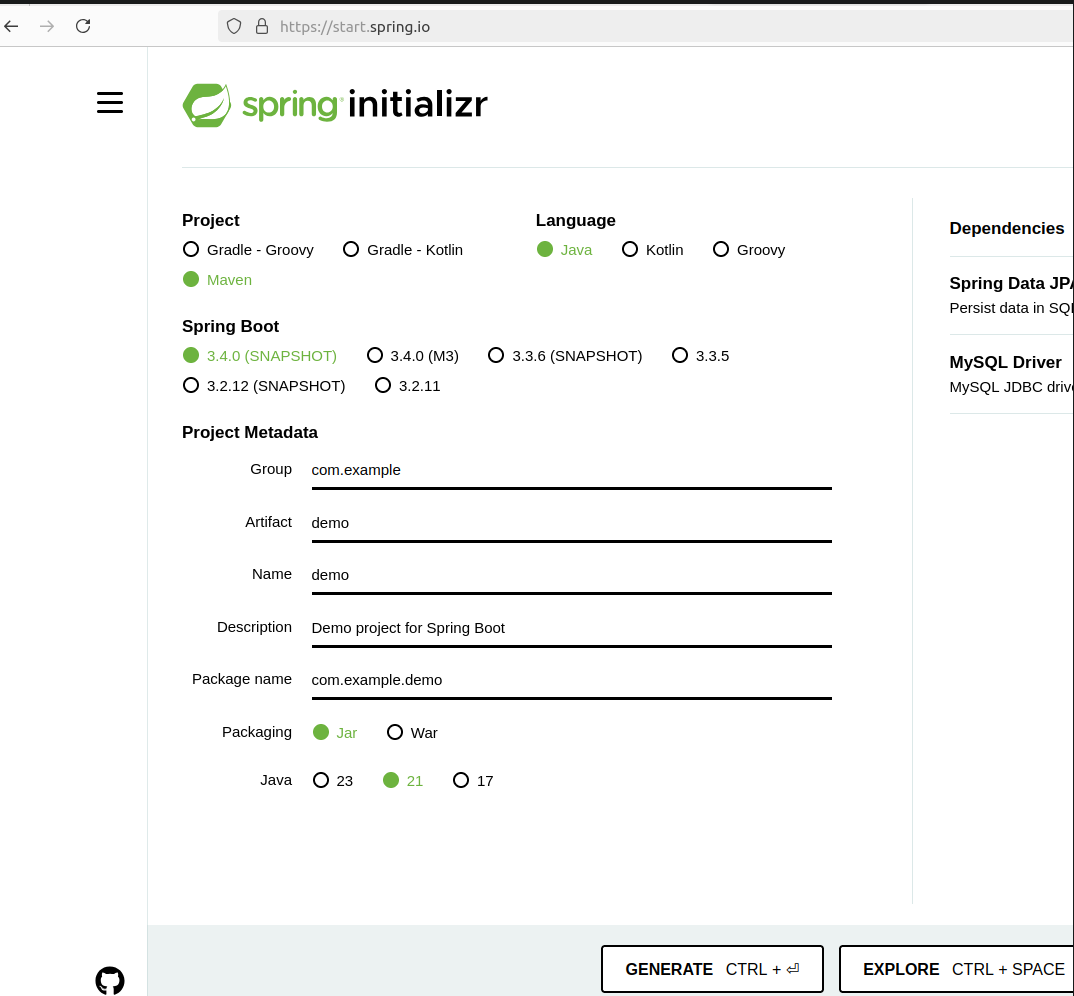 https://start.spring.io
spring initializr
Project
Gradle - Groovy Gradle - Kotlin
Maven
Language
Java Kotlin Groovy
Spring Boot
3.4.0 (SNAPSHOT) 3.4.0 (M3) 3.3.6 (SNAPSHOT) 3.3.5
3.2.12 (SNAPSHOT) 3.2.11
Project Metadata
Group com.example
Artifact demo
Name demo
Description Demo project for Spring Boot
Package name com.example.demo
Packaging Jar War
Java 23 21 17
Dependencies
Spring Data JPA
Persist data in SQL
MySQL Driver
MySQL JDBC drive
GENERATE CTRL + ⏎
EXPLORE CTRL + SPACE